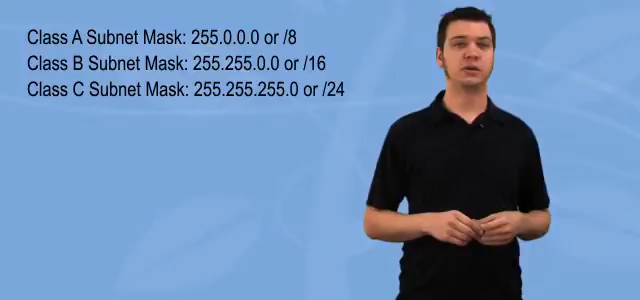 Class A Subnet Mask: 255.0.0.0 or /8
Class B Subnet Mask: 255.255.0.0 or /16
Class C Subnet Mask: 255.255.255.0 or /24